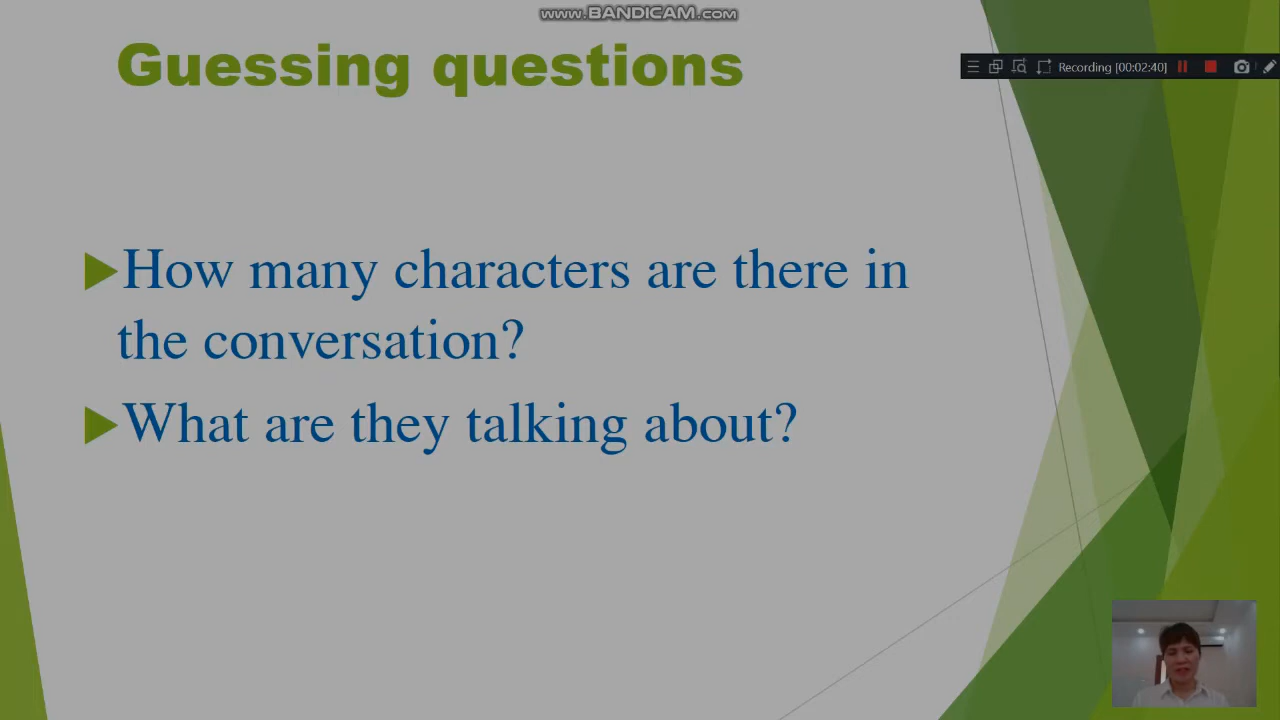 www.BANDICAM.com
Guessing questions
Recording [00:02:40]
How many characters are there in
the conversation?
What are they talking about?